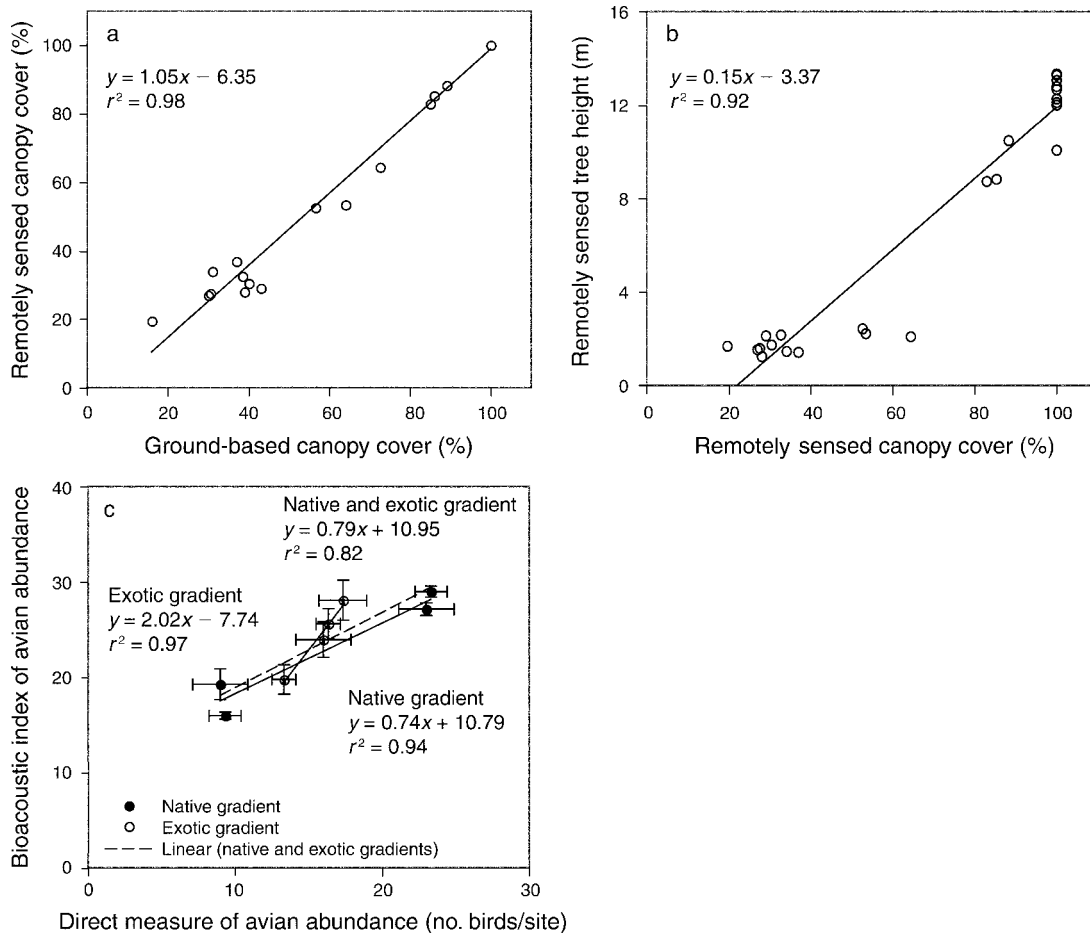 a
y = 1.05x − 6.35
r² = 0.98
Remotely sensed canopy cover (%)
100
80
60
40
20
0
0 20 40 60 80 100
Ground-based canopy cover (%)
b
y = 0.15x − 3.37
r² = 0.92
Remotely sensed tree height (m)
16
12
8
4
0
0 20 40 60 80 100
Remotely sensed canopy cover (%)
c
Native and exotic gradient
y = 0.79x + 10.95
r² = 0.82
Exotic gradient
y = 2.02x − 7.74
r² = 0.97
Native gradient
y = 0.74x + 10.79
r² = 0.94
Native gradient
Exotic gradient
Linear (native and exotic gradients)
Bioacoustic index of avian abundance
40
30
20
10
0
0 10 20 30
Direct measure of avian abundance (no. birds/site)